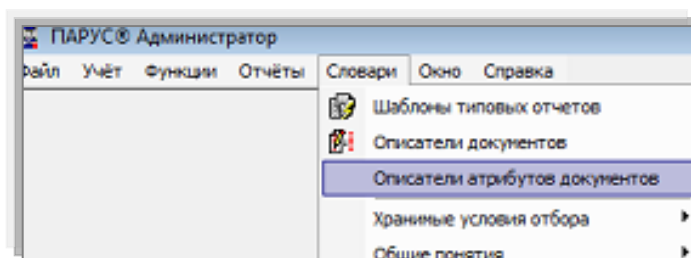 ПАРУС® Администратор
Файл Учёт Функции Отчёты Словари Окно Справка
Шаблоны типовых отчетов
Описатели документов
Описатели атрибутов документов
Хранимые условия отбора
Общие понятия